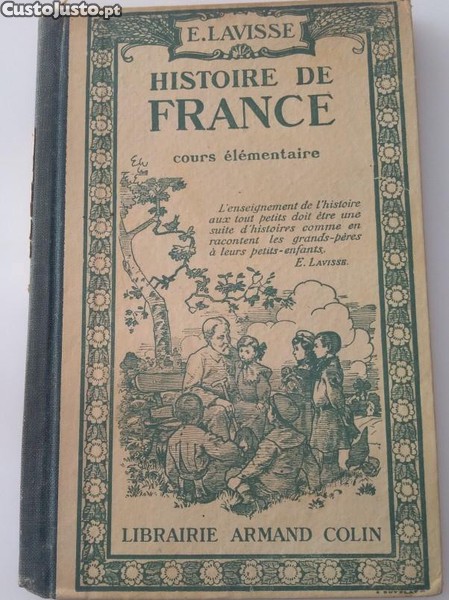 CustoJusto.pt
E. LAVISSE
HISTOIRE DE
FRANCE
cours élémentaire
L'enseignement de l'histoire
aux tout petits doit être une
suite d'histoires comme en
racontent les grands-pères
à leurs petits-enfants.
E. LAVISSE.
LIBRAIRIE ARMAND COLIN